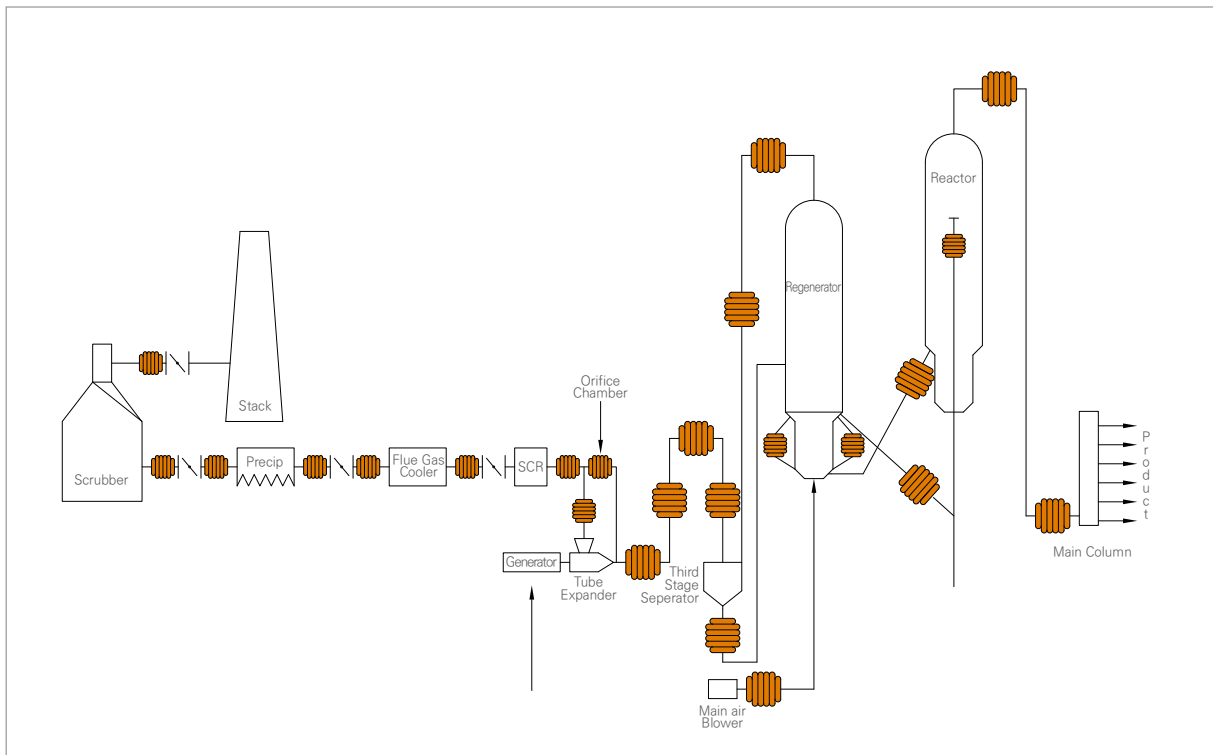 Reactor
Regenerator
Orifice
Chamber
Stack
Scrubber
Precip
Flue Gas
Cooler
SCR
Generator
Tube
Expander
Third
Stage
Seperator
Main air
Blower
Product
Main Column